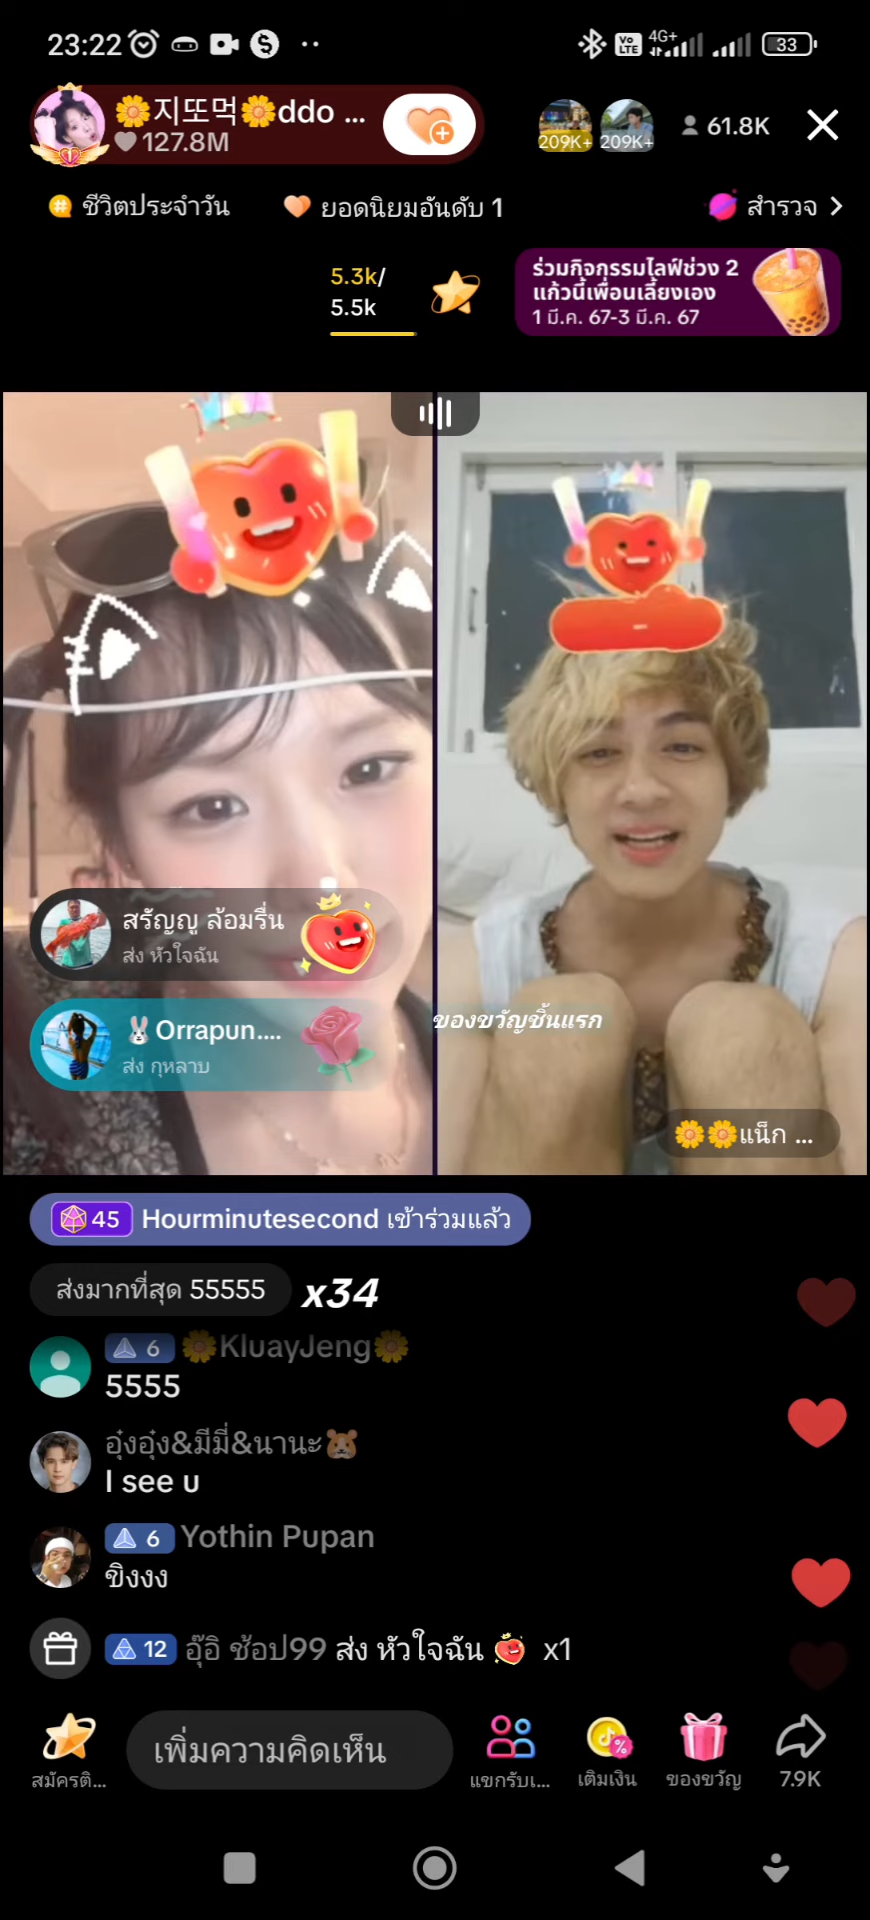 23:22
Vo LTE
4G+
33
🌼지또먹🌼ddo ...
127.8M
209K+
209K+
61.8K
ชีวิตประจำวัน
ยอดนิยมอันดับ 1
สำรวจ
5.3k/
5.5k
ร่วมกิจกรรมไลฟ์ช่วง 2
แก้วนี้เพื่อนเลี้ยงเอง
1 มี.ค. 67-3 มี.ค. 67
สรัญญู ล้อมรื่น
ส่ง หัวใจฉัน
🐰Orrapun....
ส่ง กุหลาบ
ของขวัญชิ้นแรก
🌼🌼แน็ก ...
45 Hourminutesecond เข้าร่วมแล้ว
ส่งมากที่สุด 55555 x34
6 🌼KluayJeng🌼
5555
อุ๋งอุ๋ง&มีมี่&นานะ🐹
I see u
6 Yothin Pupan
ขิงงง
12 อุ๊อิ ช้อป99 ส่ง หัวใจฉัน x1
เพิ่มความคิดเห็น
สมัครติ...
แขกรับเ...
เติมเงิน
ของขวัญ
7.9K